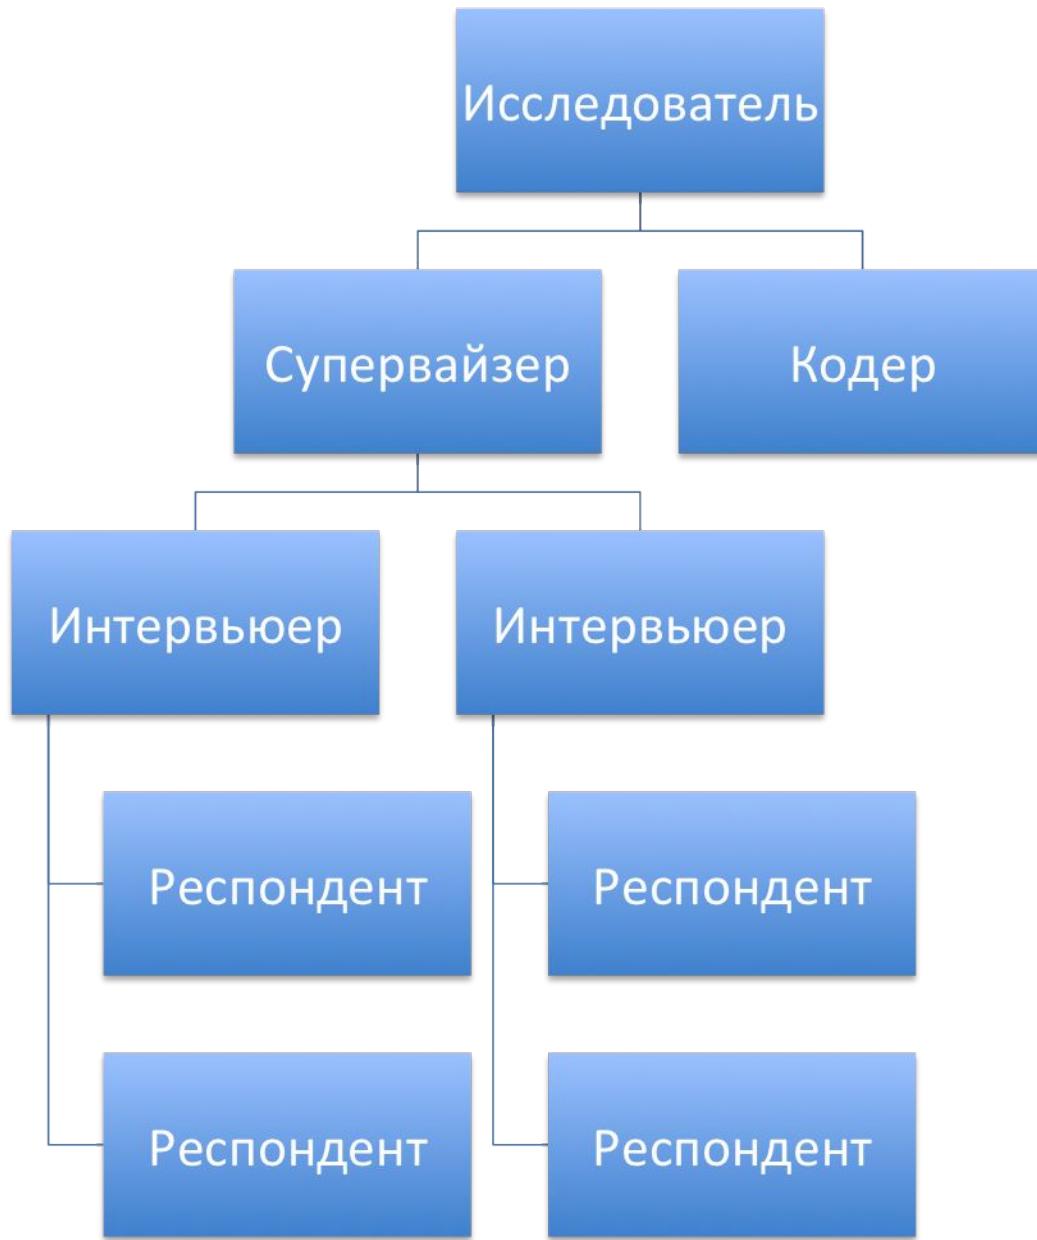 Исследователь
Супервайзер
Кодер
Интервьюер
Интервьюер
Респондент
Респондент
Респондент
Респондент